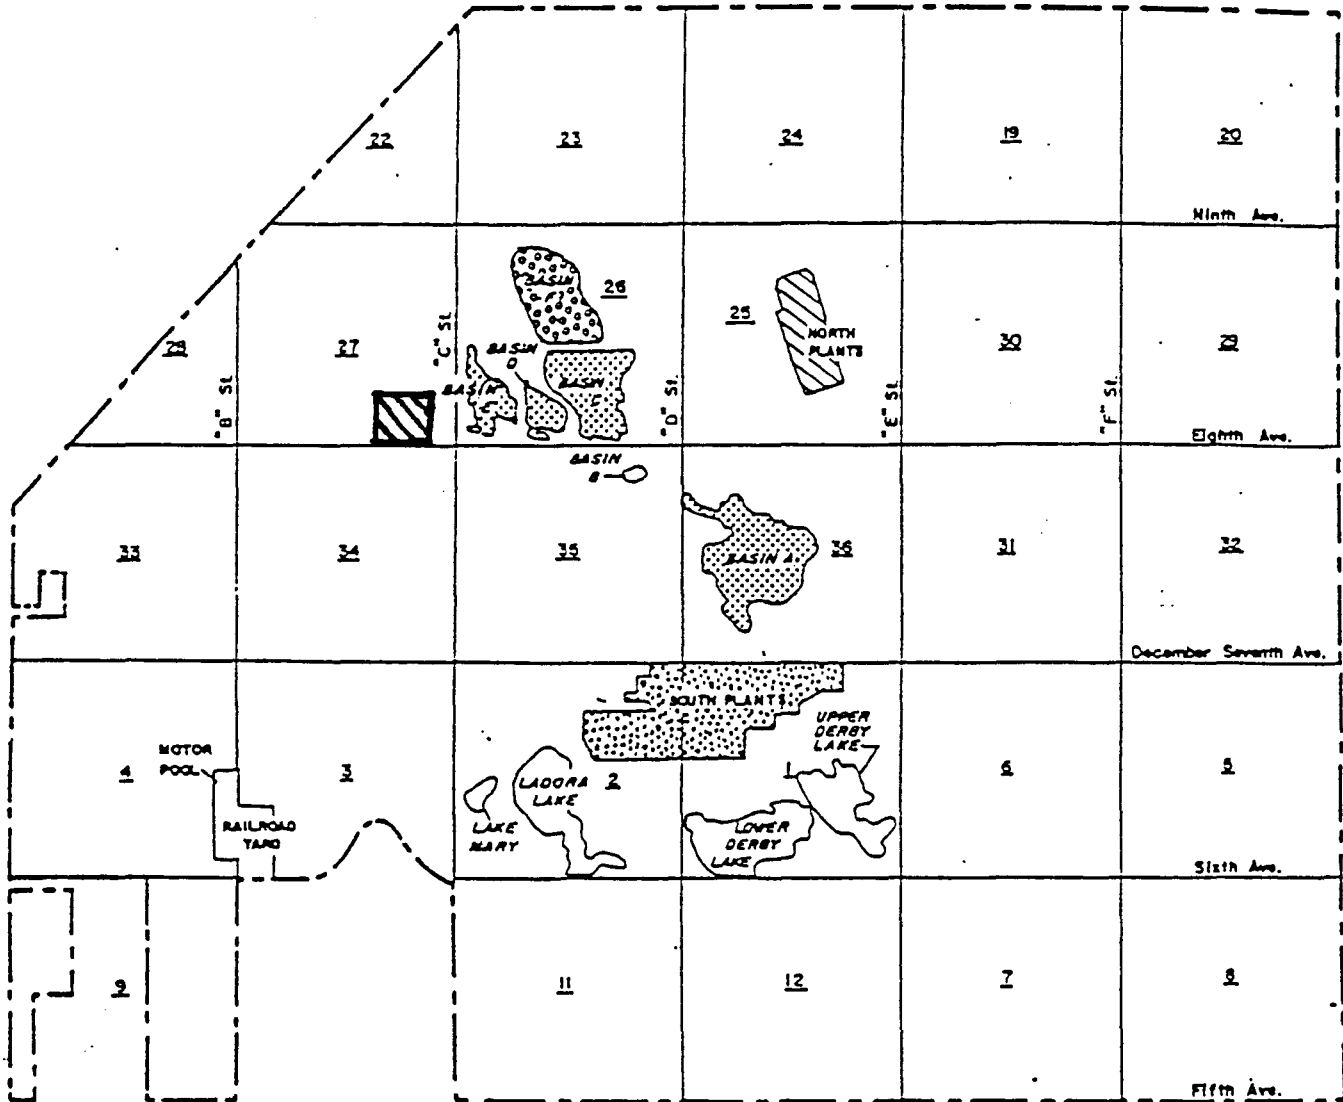 22
23
24
19
20
Ninth Ave.
BASIN
F
26
25
NORTH
PLANTS
30
29
28
27
"B" St.
"C" St.
BASIN
D
BASIN
BASIN
C
"D" St.
"E" St.
"F" St.
Eighth Ave.
BASIN
B
33
34
35
BASIN A
36
31
32
December Seventh Ave.
SOUTH PLANTS
UPPER
DERBY
LAKE
MOTOR
POOL
4
3
RAILROAD
YARD
LAKE
MARY
LADORA
LAKE
2
1
LOWER
DERBY
LAKE
6
5
Sixth Ave.
9
11
12
7
8
Fifth Ave.